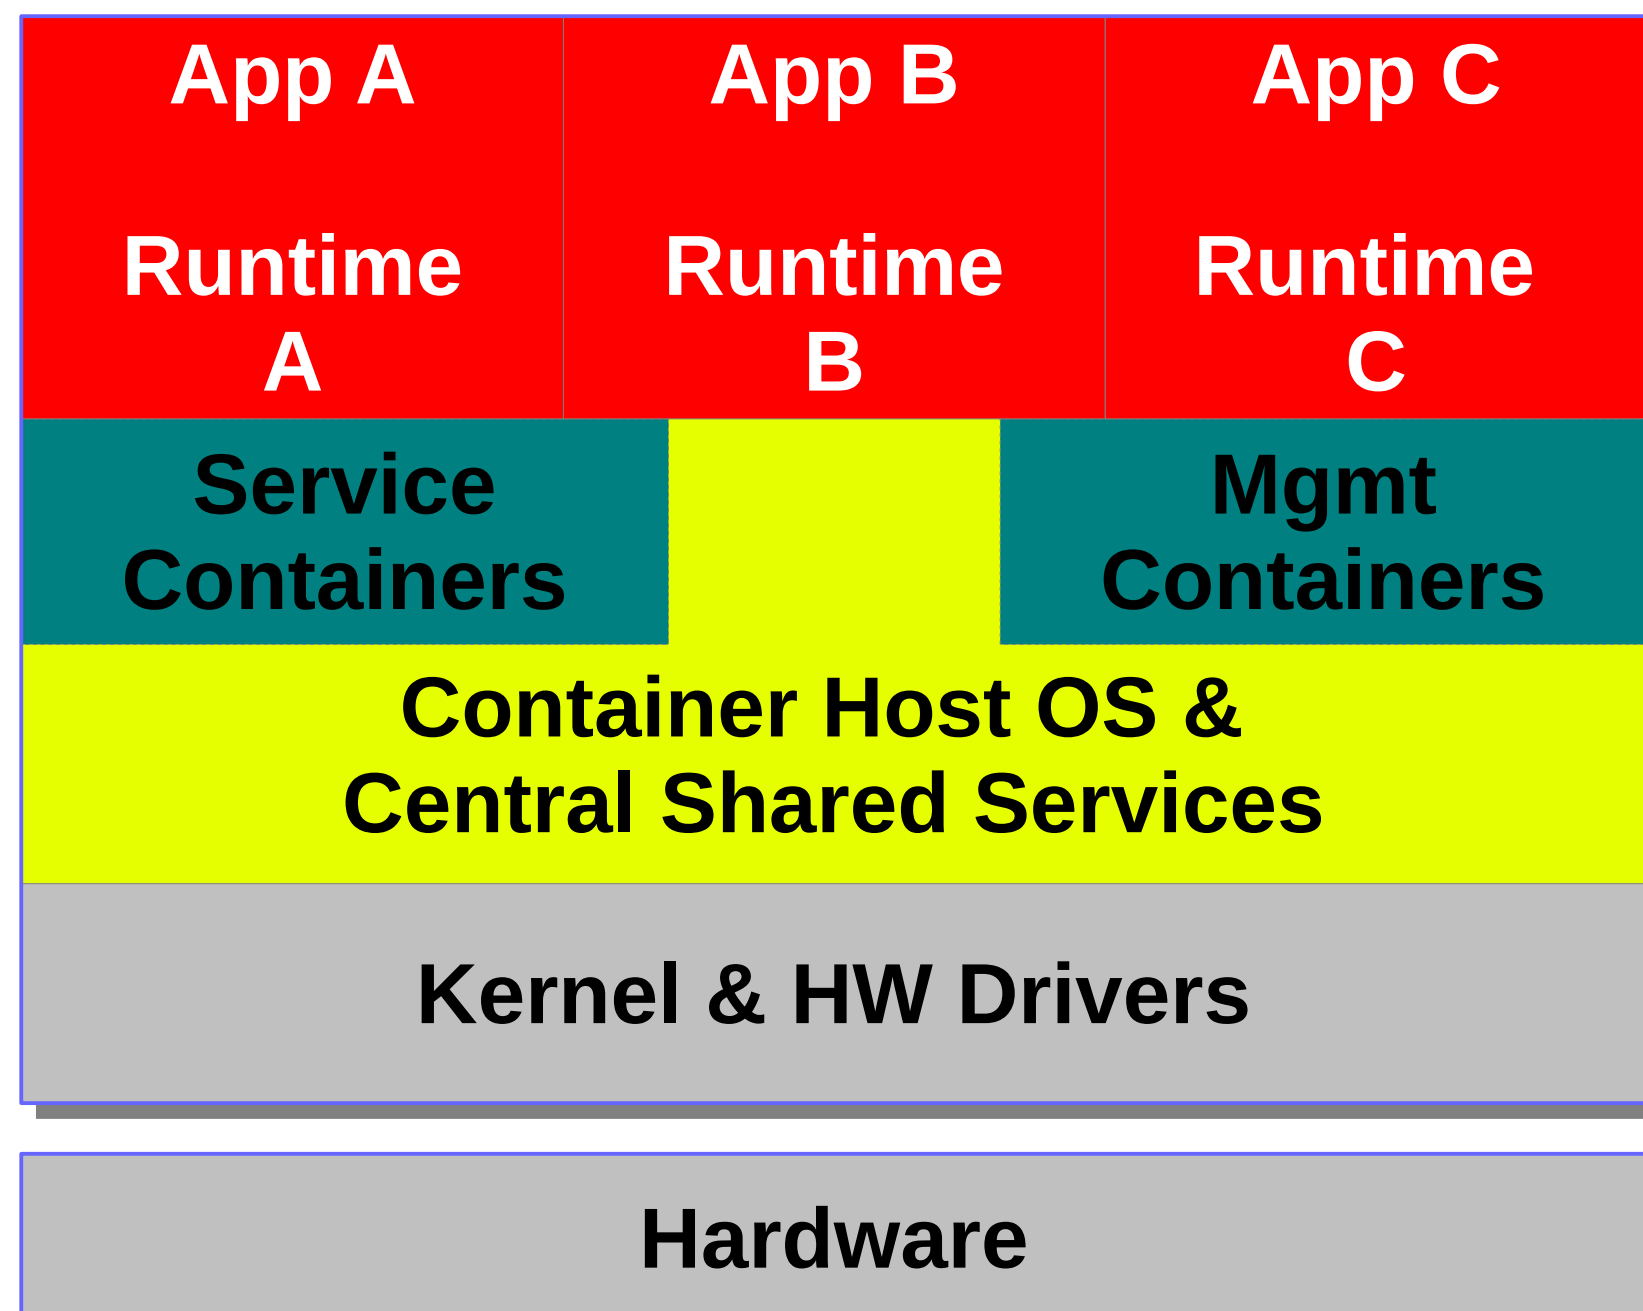 App A
App B
App C
Runtime
A
Runtime
B
Runtime
C
Service
Containers
Mgmt
Containers
Container Host OS &
Central Shared Services
Kernel & HW Drivers
Hardware